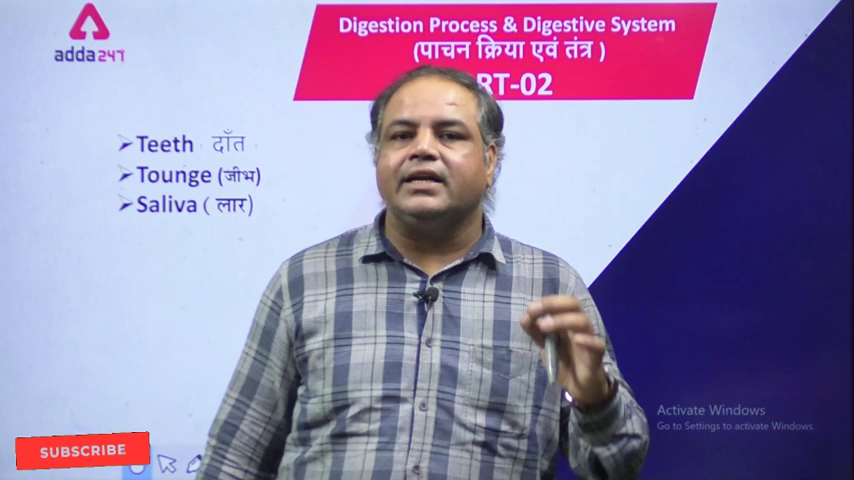 adda247
Digestion Process & Digestive System
(पाचन क्रिया एवं तंत्र )
RT-02
➢Teeth दाँत
➢Tounge (जीभ)
➢Saliva ( लार)
Activate Windows
Go to Settings to activate Windows.
SUBSCRIBE